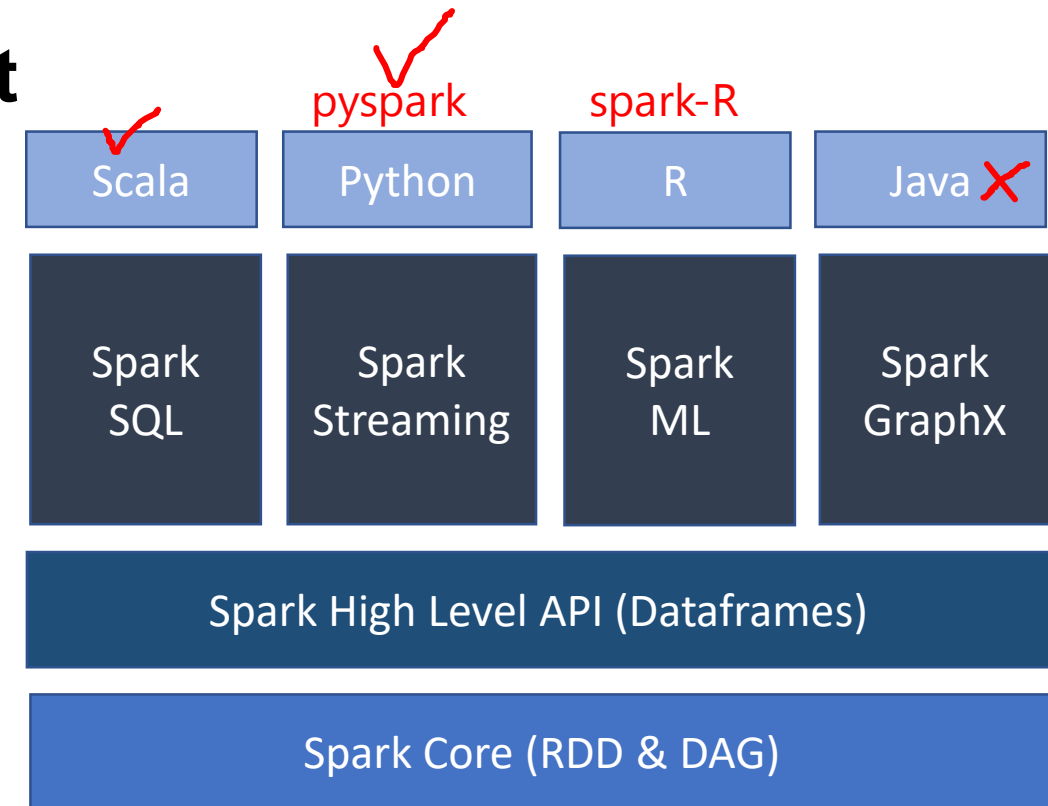 t
pyspark spark-R
Scala Python R Java
Spark Spark Spark Spark
SQL Streaming ML GraphX
Spark High Level API (Dataframes)
Spark Core (RDD & DAG)